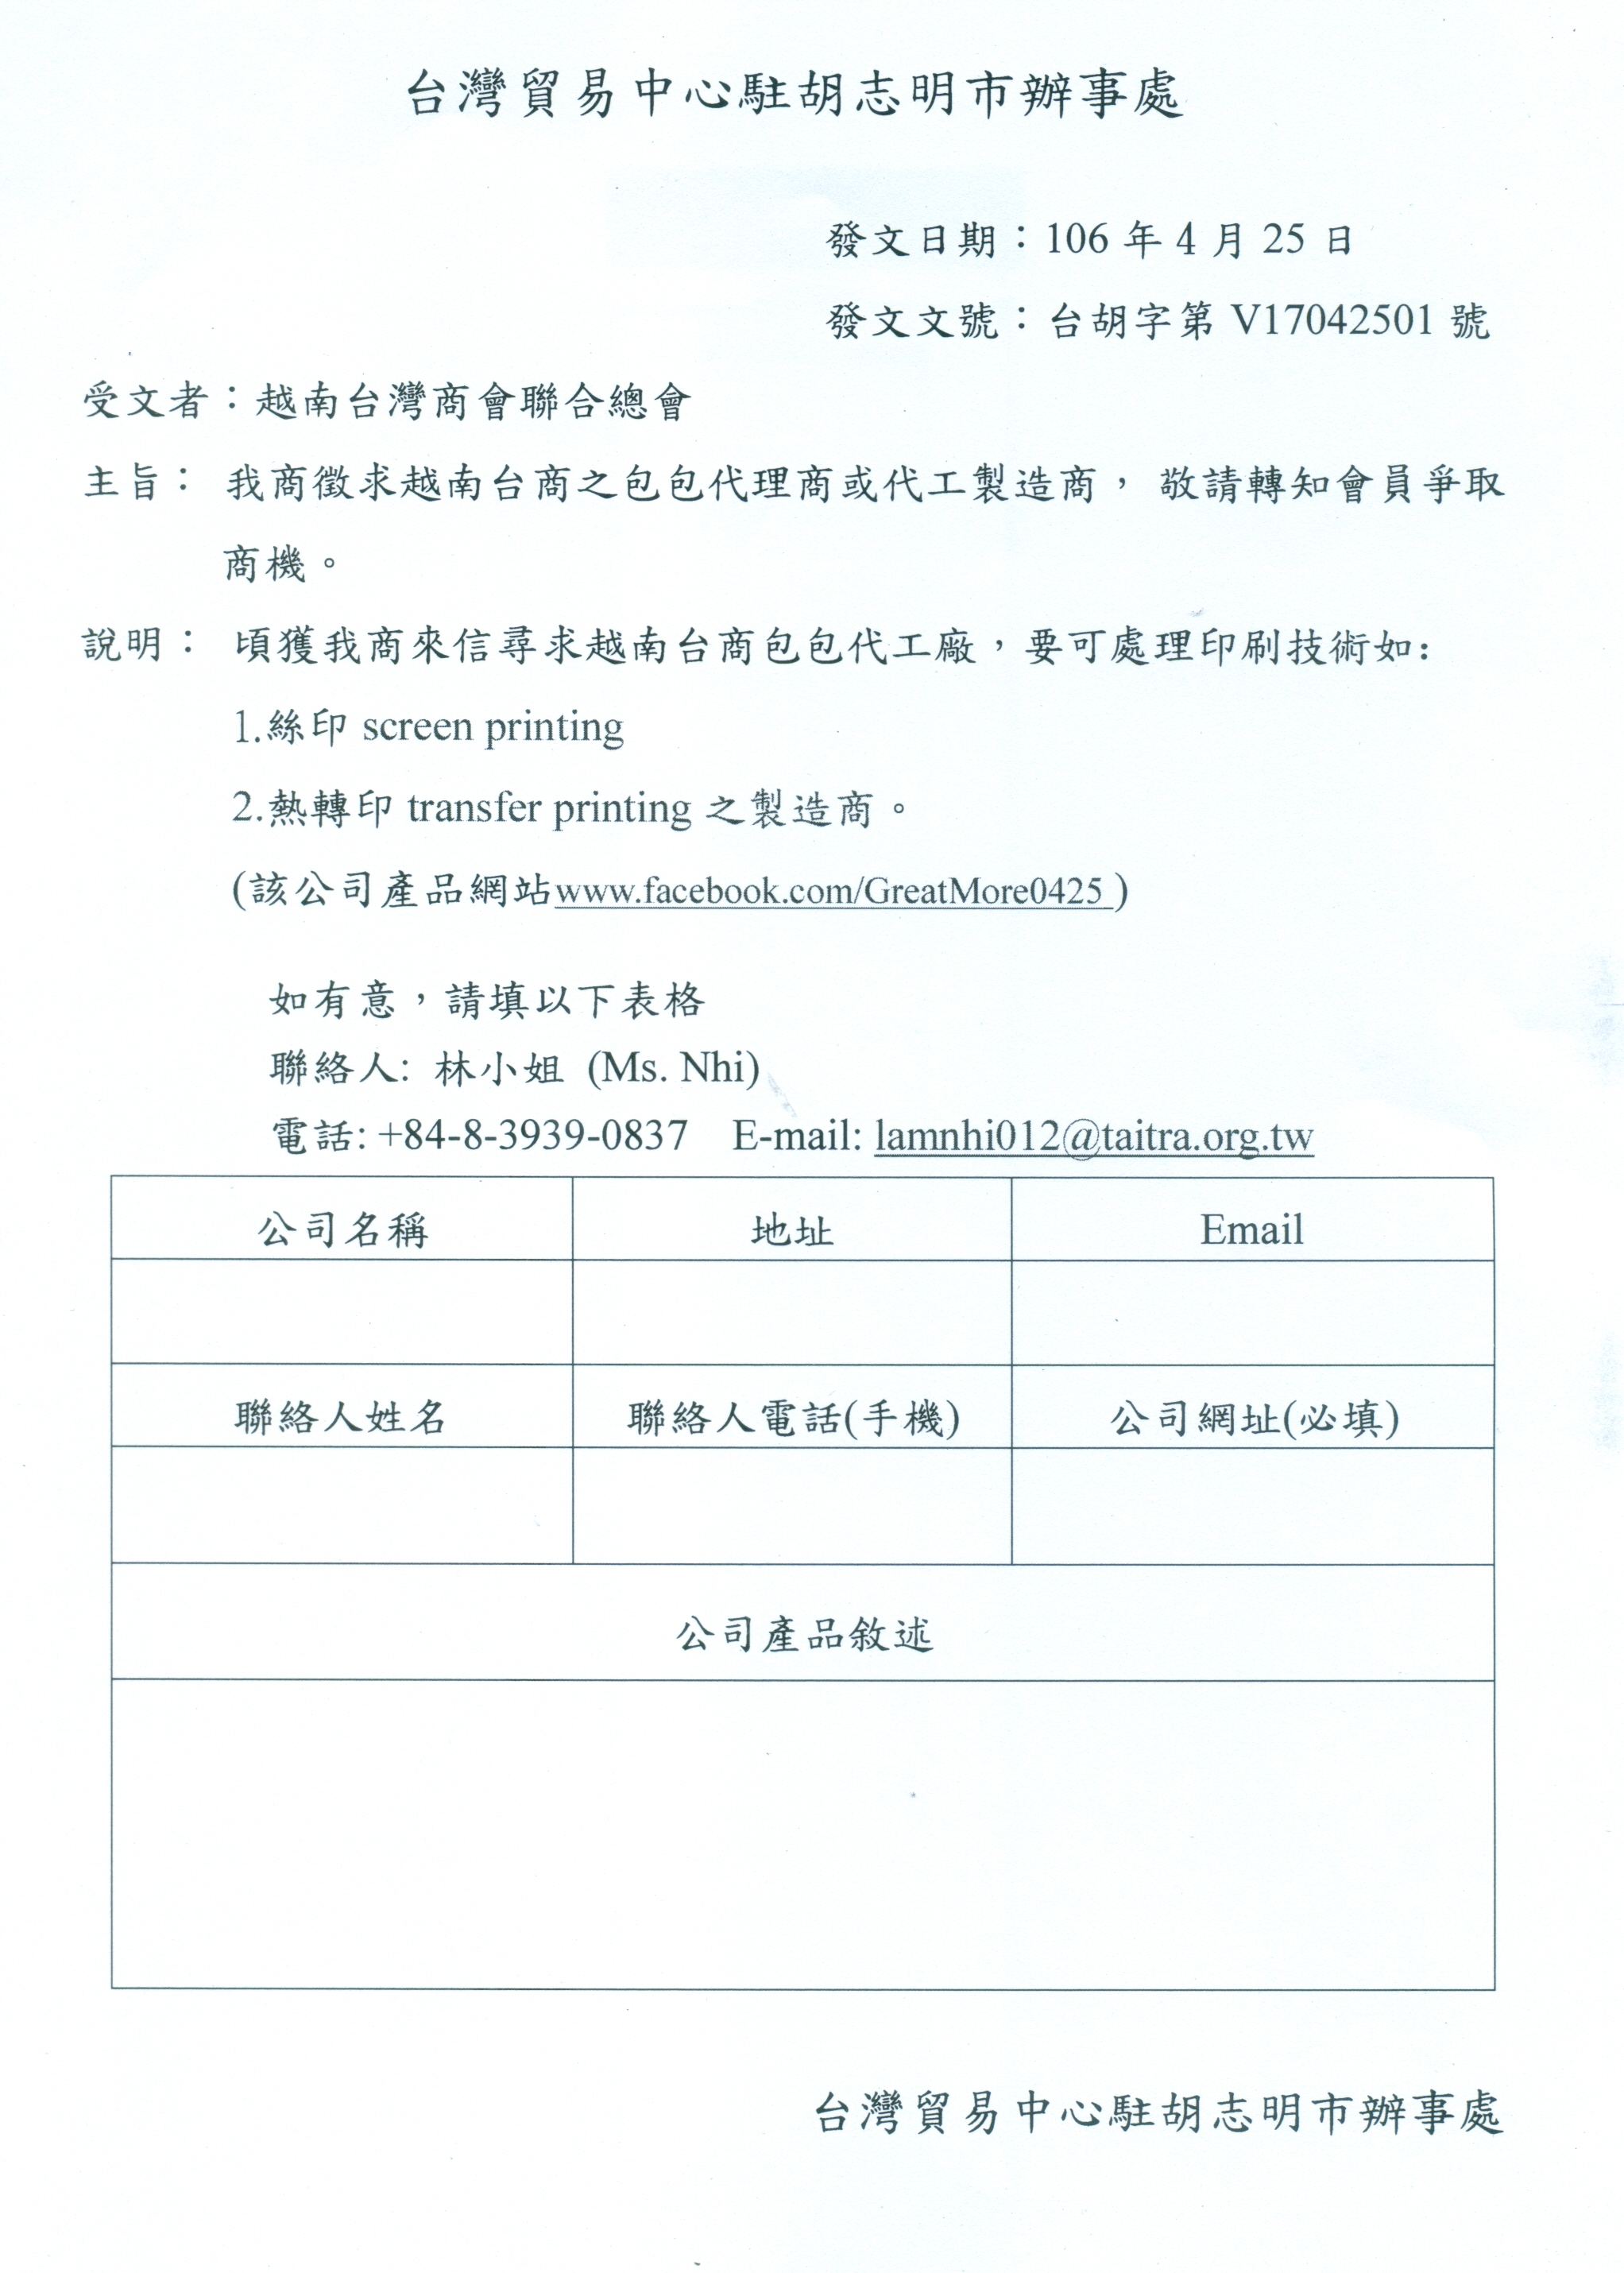 台灣貿易中心駐胡志明市辦事處
發文日期：106 年 4 月 25 日
發文文號：台胡字第 V17042501 號
受文者：越南台灣商會聯合總會
主旨： 我商徵求越南台商之包包代理商或代工製造商， 敬請轉知會員爭取
商機。
說明： 頃獲我商來信尋求越南台商包包代工廠，要可處理印刷技術如:
1.絲印 screen printing
2.熱轉印 transfer printing 之製造商。
(該公司產品網站www.facebook.com/GreatMore0425 )
如有意，請填以下表格
聯絡人: 林小姐 (Ms. Nhi)
電話: +84-8-3939-0837 E-mail: lamnhi012@taitra.org.tw
公司名稱 地址 Email
聯絡人姓名 聯絡人電話(手機) 公司網址(必填)
公司產品敘述
台灣貿易中心駐胡志明市辦事處